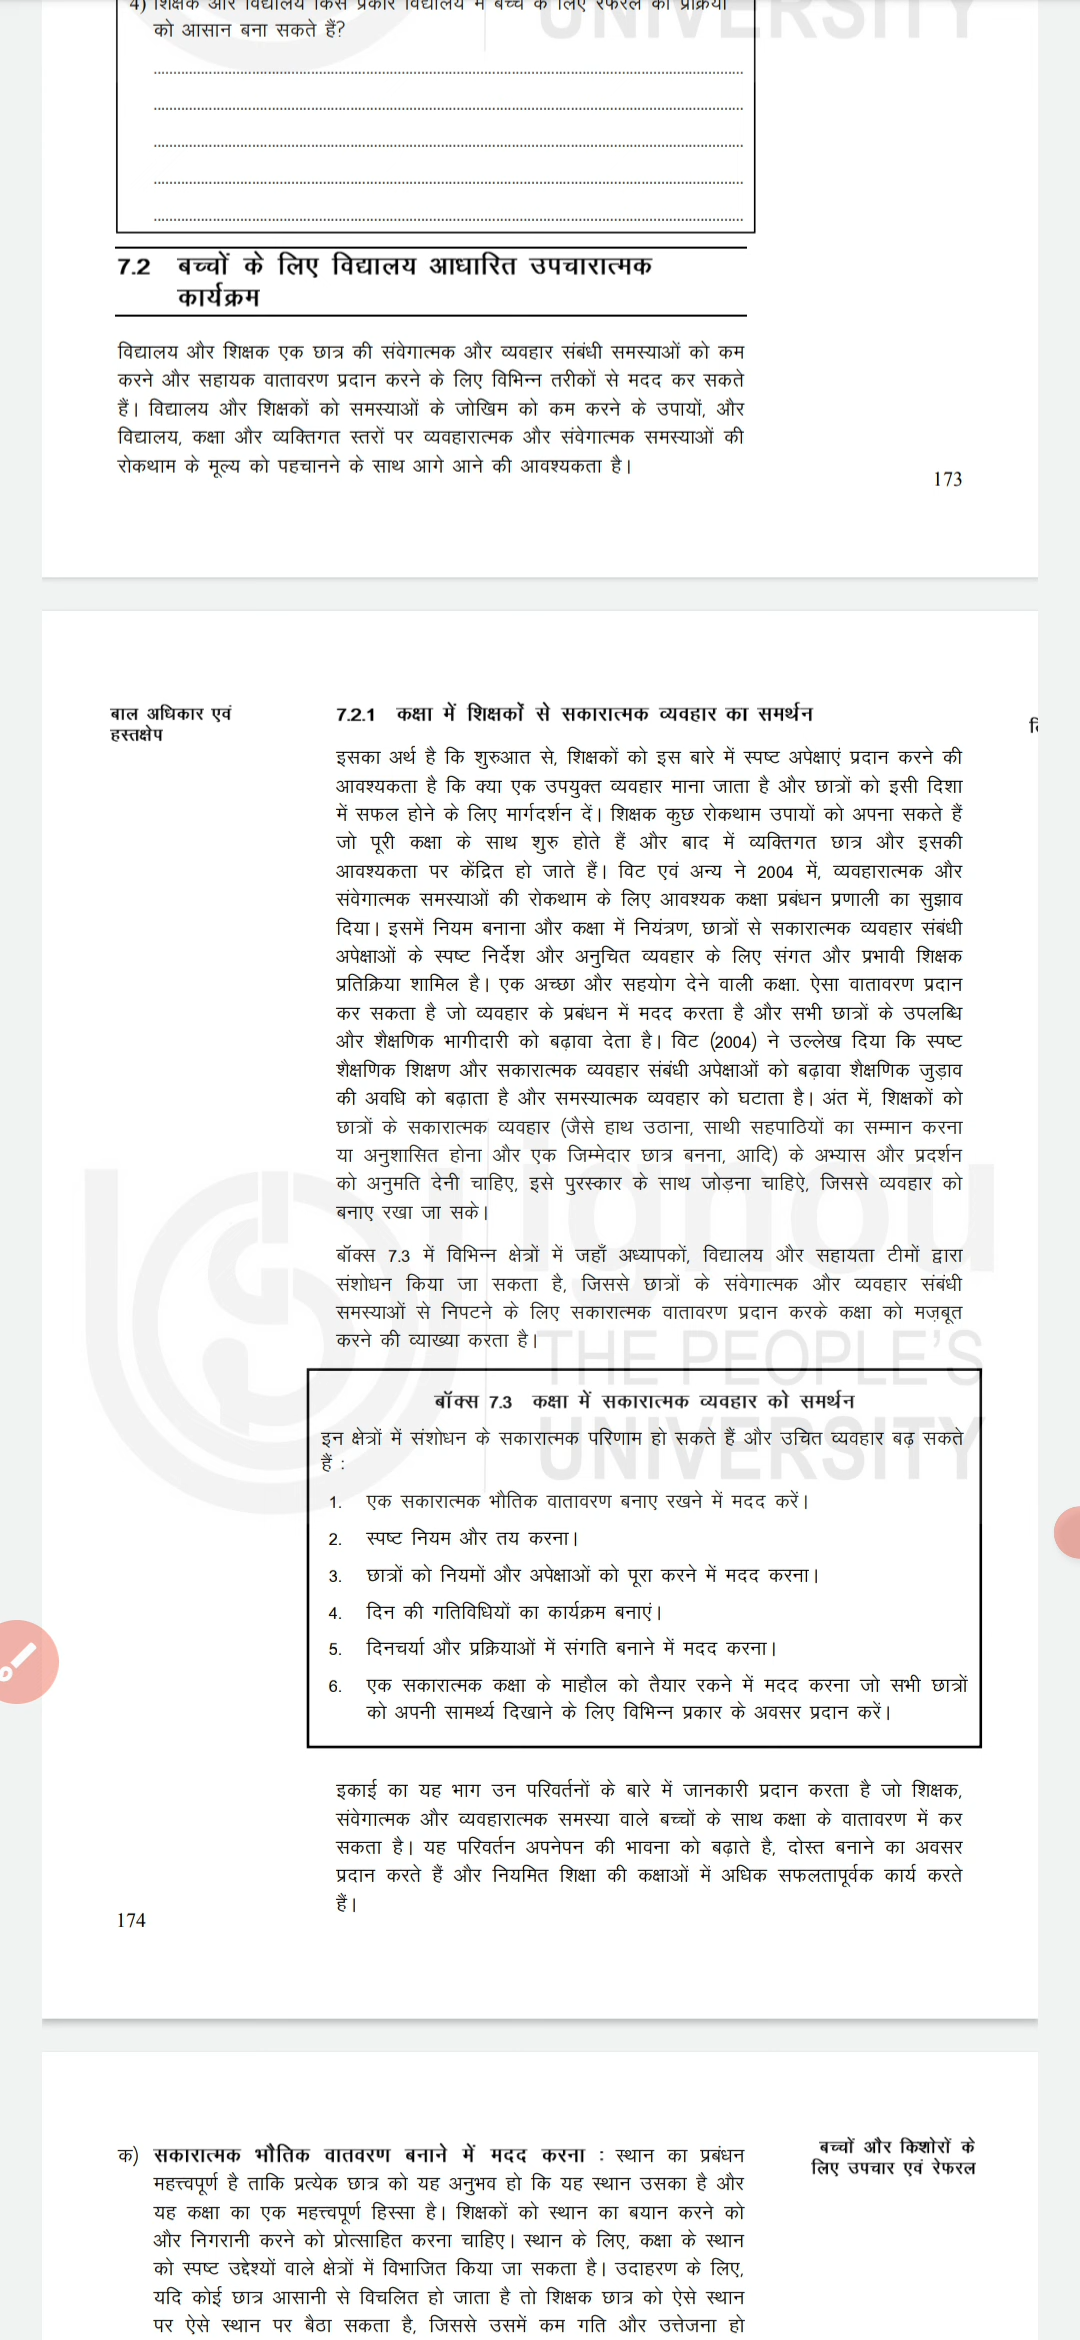 4) शिक्षक और विद्यालय किस प्रकार विद्यालय में बच्चे के लिए रेफरल की प्रक्रिया
को आसान बना सकते हैं?
UNIVERSITY
7.2 बच्चों के लिए विद्यालय आधारित उपचारात्मक
कार्यक्रम
विद्यालय और शिक्षक एक छात्र की संवेगात्मक और व्यवहार संबंधी समस्याओं को कम
करने और सहायक वातावरण प्रदान करने के लिए विभिन्न तरीकों से मदद कर सकते
हैं। विद्यालय और शिक्षकों को समस्याओं के जोखिम को कम करने के उपायों, और
विद्यालय, कक्षा और व्यक्तिगत स्तरों पर व्यवहारात्मक और संवेगात्मक समस्याओं की
रोकथाम के मूल्य को पहचानने के साथ आगे आने की आवश्यकता है।
173
बाल अधिकार एवं
हस्तक्षेप
7.2.1 कक्षा में शिक्षकों से सकारात्मक व्यवहार का समर्थन
इसका अर्थ है कि शुरुआत से, शिक्षकों को इस बारे में स्पष्ट अपेक्षाएं प्रदान करने की
आवश्यकता है कि क्या एक उपयुक्त व्यवहार माना जाता है और छात्रों को इसी दिशा
में सफल होने के लिए मार्गदर्शन दें। शिक्षक कुछ रोकथाम उपायों को अपना सकते हैं
जो पूरी कक्षा के साथ शुरु होते हैं और बाद में व्यक्तिगत छात्र और इसकी
आवश्यकता पर केंद्रित हो जाते हैं। विट एवं अन्य ने 2004 में, व्यवहारात्मक और
संवेगात्मक समस्याओं की रोकथाम के लिए आवश्यक कक्षा प्रबंधन प्रणाली का सुझाव
दिया। इसमें नियम बनाना और कक्षा में नियंत्रण, छात्रों से सकारात्मक व्यवहार संबंधी
अपेक्षाओं के स्पष्ट निर्देश और अनुचित व्यवहार के लिए संगत और प्रभावी शिक्षक
प्रतिक्रिया शामिल है। एक अच्छा और सहयोग देने वाली कक्षा. ऐसा वातावरण प्रदान
कर सकता है जो व्यवहार के प्रबंधन में मदद करता है और सभी छात्रों के उपलब्धि
और शैक्षणिक भागीदारी को बढ़ावा देता है। विट (2004) ने उल्लेख दिया कि स्पष्ट
शैक्षणिक शिक्षण और सकारात्मक व्यवहार संबंधी अपेक्षाओं को बढ़ावा शैक्षणिक जुड़ाव
की अवधि को बढ़ाता है और समस्यात्मक व्यवहार को घटाता है। अंत में, शिक्षकों को
छात्रों के सकारात्मक व्यवहार (जैसे हाथ उठाना, साथी सहपाठियों का सम्मान करना
या अनुशासित होना और एक जिम्मेदार छात्र बनना, आदि) के अभ्यास और प्रदर्शन
को अनुमति देनी चाहिए, इसे पुरस्कार के साथ जोड़ना चाहिऐ, जिससे व्यवहार को
बनाए रखा जा सके।
ignou
बॉक्स 7.3 में विभिन्न क्षेत्रों में जहाँ अध्यापकों, विद्यालय और सहायता टीमों द्वारा
संशोधन किया जा सकता है, जिससे छात्रों के संवेगात्मक और व्यवहार संबंधी
समस्याओं से निपटने के लिए सकारात्मक वातावरण प्रदान करके कक्षा को मज़बूत
करने की व्याख्या करता है।
THE PEOPLE'S
UNIVERSITY
बॉक्स 7.3 कक्षा में सकारात्मक व्यवहार को समर्थन
इन क्षेत्रों में संशोधन के सकारात्मक परिणाम हो सकते हैं और उचित व्यवहार बढ़ सकते
हैं :
1. एक सकारात्मक भौतिक वातावरण बनाए रखने में मदद करें।
2. स्पष्ट नियम और तय करना।
3. छात्रों को नियमों और अपेक्षाओं को पूरा करने में मदद करना।
4. दिन की गतिविधियों का कार्यक्रम बनाएं।
5. दिनचर्या और प्रक्रियाओं में संगति बनाने में मदद करना।
6. एक सकारात्मक कक्षा के माहौल को तैयार रकने में मदद करना जो सभी छात्रों
को अपनी सामर्थ्य दिखाने के लिए विभिन्न प्रकार के अवसर प्रदान करें।
इकाई का यह भाग उन परिवर्तनों के बारे में जानकारी प्रदान करता है जो शिक्षक,
संवेगात्मक और व्यवहारात्मक समस्या वाले बच्चों के साथ कक्षा के वातावरण में कर
सकता है। यह परिवर्तन अपनेपन की भावना को बढ़ाते है, दोस्त बनाने का अवसर
प्रदान करते हैं और नियमित शिक्षा की कक्षाओं में अधिक सफलतापूर्वक कार्य करते
हैं।
174
बच्चों और किशोरों के
लिए उपचार एवं रेफरल
क) सकारात्मक भौतिक वातवरण बनाने में मदद करना : स्थान का प्रबंधन
महत्त्वपूर्ण है ताकि प्रत्येक छात्र को यह अनुभव हो कि यह स्थान उसका है और
यह कक्षा का एक महत्त्वपूर्ण हिस्सा है। शिक्षकों को स्थान का बयान करने को
और निगरानी करने को प्रोत्साहित करना चाहिए। स्थान के लिए, कक्षा के स्थान
को स्पष्ट उद्देश्यों वाले क्षेत्रों में विभाजित किया जा सकता है। उदाहरण के लिए,
यदि कोई छात्र आसानी से विचलित हो जाता है तो शिक्षक छात्र को ऐसे स्थान
पर ऐसे स्थान पर बैठा सकता है, जिससे उसमें कम गति और उत्तेजना हो